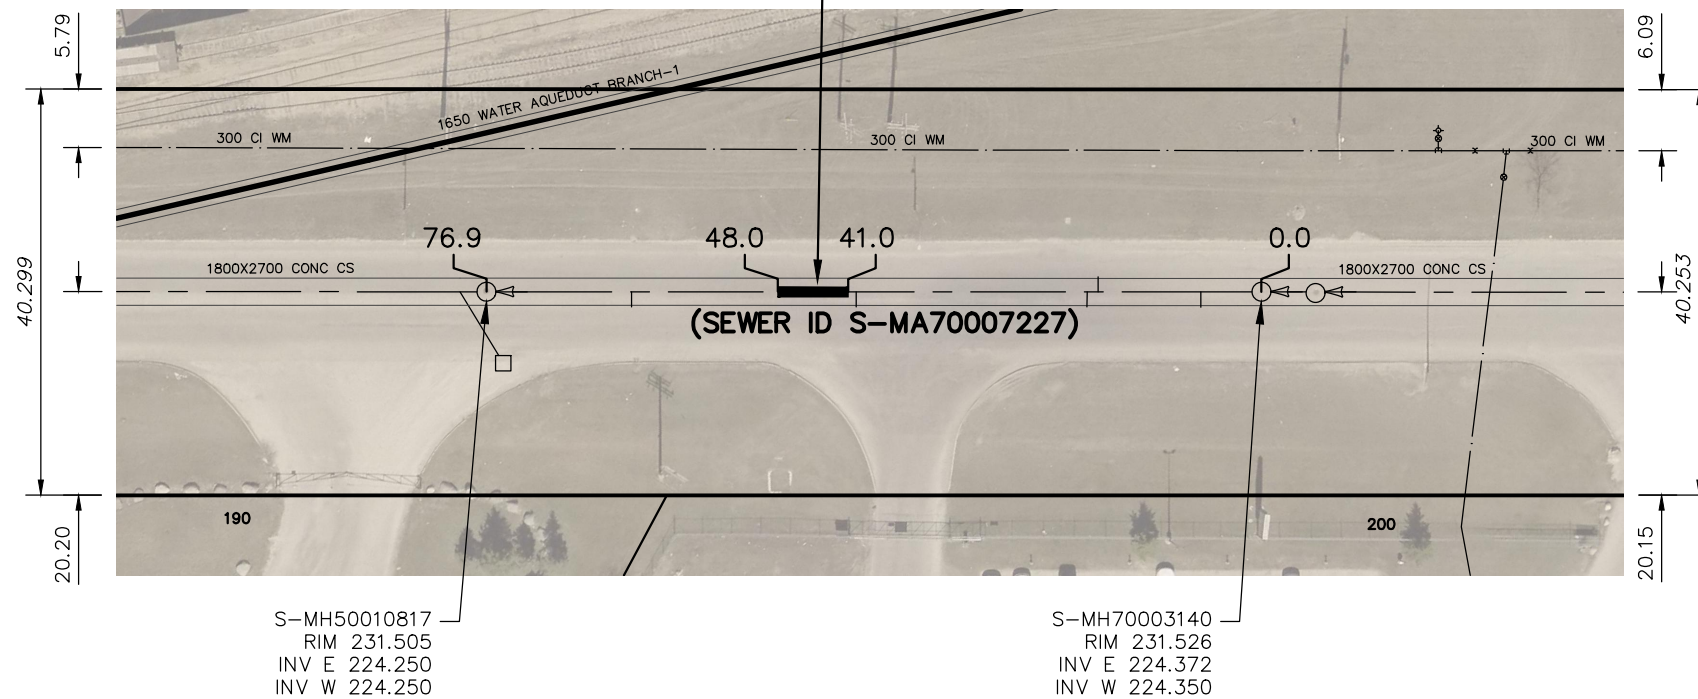 5.79
6.09
1650 WATER AQUEDUCT BRANCH-1
300 CI WM
300 CI WM
300 CI WM
40.299
40.253
76.9
48.0
41.0
0.0
1800X2700 CONC CS
1800X2700 CONC CS
(SEWER ID S-MA70007227)
190
200
20.20
20.15
S-MH50010817
RIM 231.505
INV E 224.250
INV W 224.250
S-MH70003140
RIM 231.526
INV E 224.372
INV W 224.350